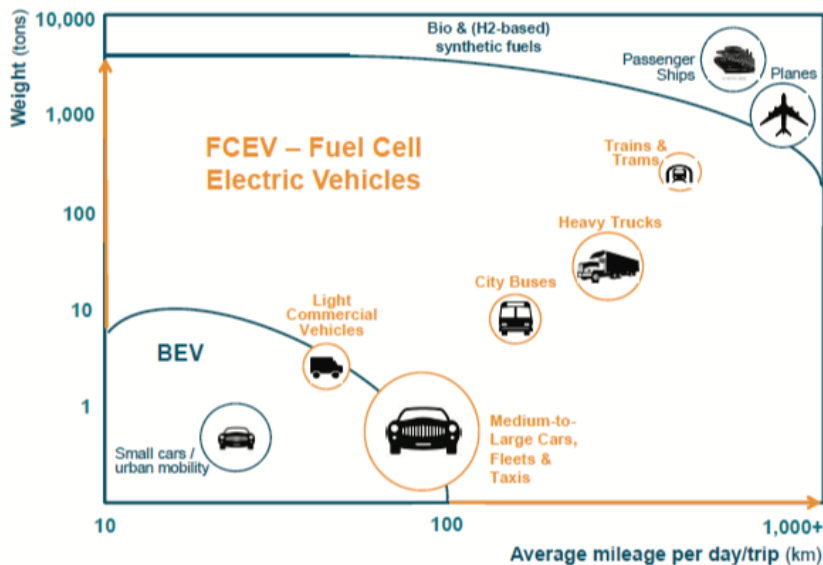 10,000
Weight (tons)
1,000
100
10
1
Bio & (H2-based)
synthetic fuels
Passenger
Ships
Planes
FCEV – Fuel Cell
Electric Vehicles
Trains &
Trams
Heavy Trucks
City Buses
Light
Commercial
Vehicles
BEV
Small cars /
urban mobility
Medium-to-
Large Cars,
Fleets &
Taxis
10
100
1,000+
Average mileage per day/trip (km)